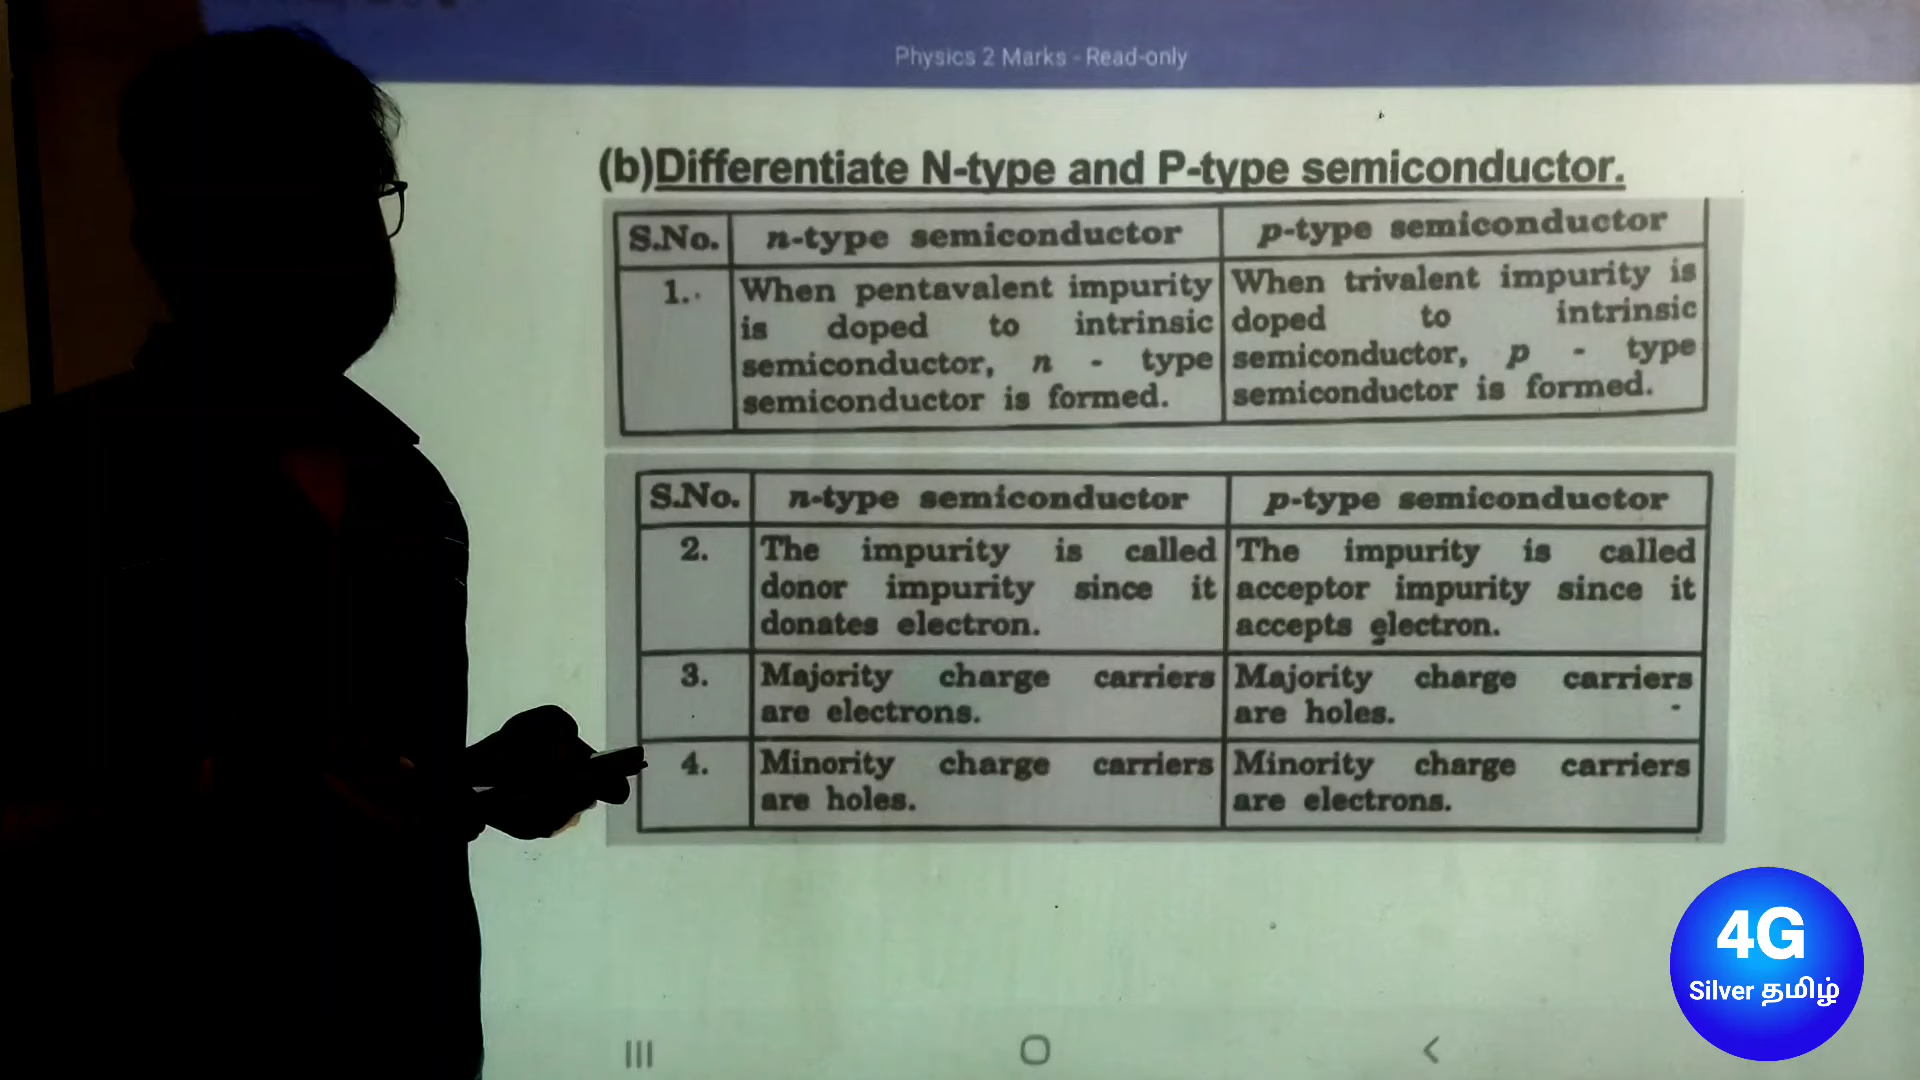 Physics 2 Marks - Read-only
(b)Differentiate N-type and P-type semiconductor.
S.No. n-type semiconductor p-type semiconductor
1. When pentavalent impurity When trivalent impurity is
is doped to intrinsic doped to intrinsic
semiconductor, n - type semiconductor, p - type
semiconductor is formed. semiconductor is formed.
S.No. n-type semiconductor p-type semiconductor
2. The impurity is called The impurity is called
donor impurity since it acceptor impurity since it
donates electron. accepts electron.
3. Majority charge carriers Majority charge carriers
are electrons. are holes.
4. Minority charge carriers Minority charge carriers
are holes. are electrons.
4G
Silver தமிழ்